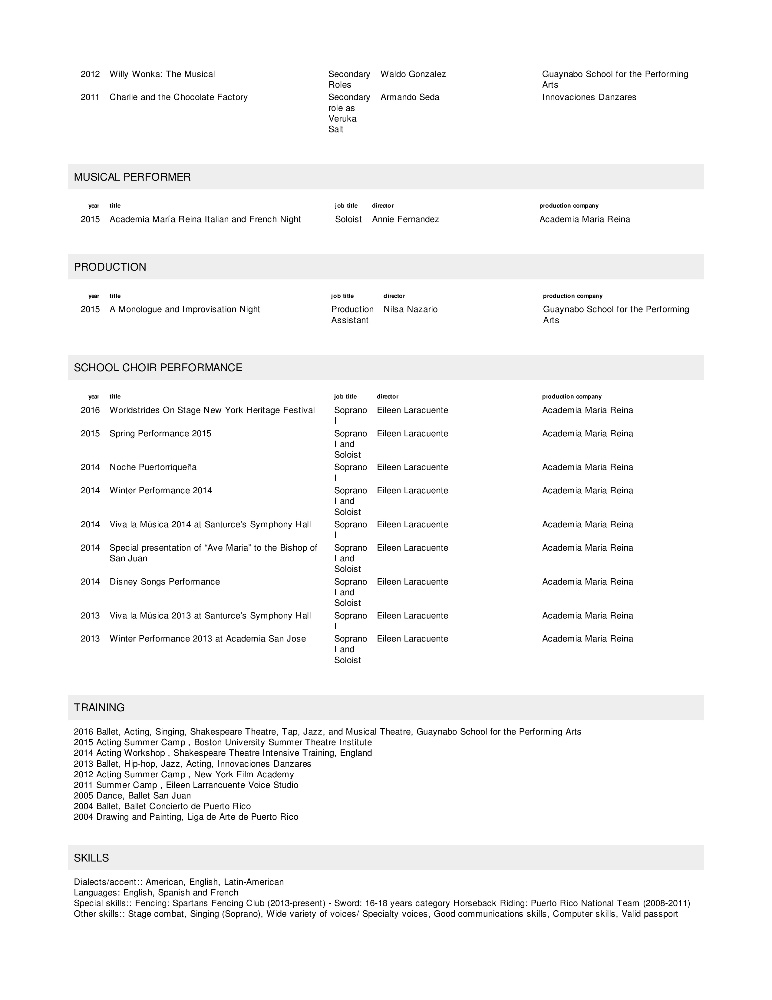 2012 Willy Wonka: The Musical Secondary Waldo Gonzalez Guaynabo School for the Performing
Roles Arts
2011 Charlie and the Chocolate Factory Secondary Armando Seda Innovaciones Danzares
role as
Veruka
Salt
MUSICAL PERFORMER
year title job title director production company
2015 Academia Maria Reina Italian and French Night Soloist Annie Fernandez Academia Maria Reina
PRODUCTION
year title job title director production company
2015 A Monologue and Improvisation Night Production Nilsa Nazario Guaynabo School for the Performing
Assistant Arts
SCHOOL CHOIR PERFORMANCE
year title job title director production company
2016 Worldstrides On Stage New York Heritage Festival Soprano Eileen Laracuente Academia Maria Reina
I
2015 Spring Performance 2015 Soprano Eileen Laracuente Academia Maria Reina
I and
Soloist
2014 Noche Puertorriqueña Soprano Eileen Laracuente Academia Maria Reina
I
2014 Winter Performance 2014 Soprano Eileen Laracuente Academia Maria Reina
I and
Soloist
2014 Viva la Música 2014 at Santurce's Symphony Hall Soprano Eileen Laracuente Academia Maria Reina
I
2014 Special presentation of “Ave Maria” to the Bishop of Soprano Eileen Laracuente Academia Maria Reina
San Juan I and
Soloist
2014 Disney Songs Performance Soprano Eileen Laracuente Academia Maria Reina
I and
Soloist
2013 Viva la Música 2013 at Santurce's Symphony Hall Soprano Eileen Laracuente Academia Maria Reina
I
2013 Winter Performance 2013 at Academia San Jose Soprano Eileen Laracuente Academia Maria Reina
I and
Soloist
TRAINING
2016 Ballet, Acting, Singing, Shakespeare Theatre, Tap, Jazz, and Musical Theatre, Guaynabo School for the Performing Arts
2015 Acting Summer Camp , Boston University Summer Theatre Institute
2014 Acting Workshop , Shakespeare Theatre Intensive Training, England
2013 Ballet, Hip-hop, Jazz, Acting, Innovaciones Danzares
2012 Acting Summer Camp , New York Film Academy
2011 Summer Camp , Eileen Larrancuente Voice Studio
2005 Dance, Ballet San Juan
2004 Ballet, Ballet Concierto de Puerto Rico
2004 Drawing and Painting, Liga de Arte de Puerto Rico
SKILLS
Dialects/accent:: American, English, Latin-American
Languages: English, Spanish and French
Special skills:: Fencing: Spartans Fencing Club (2013-present) - Sword: 16-18 years category Horseback Riding: Puerto Rico National Team (2008-2011)
Other skills:: Stage combat, Singing (Soprano), Wide variety of voices/ Specialty voices, Good communications skills, Computer skills, Valid passport